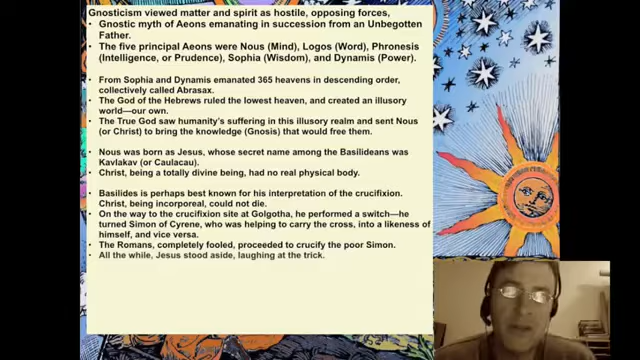 Gnosticism viewed matter and spirit as hostile, opposing forces,
• Gnostic myth of Aeons emanating in succession from an Unbegotten
Father.
• The five principal Aeons were Nous (Mind), Logos (Word), Phronesis
(Intelligence, or Prudence), Sophia (Wisdom), and Dynamis (Power).
• From Sophia and Dynamis emanated 365 heavens in descending order,
collectively called Abrasax.
• The God of the Hebrews ruled the lowest heaven, and created an illusory
world—our own.
• The True God saw humanity's suffering in this illusory realm and sent Nous
(or Christ) to bring the knowledge (Gnosis) that would free them.
• Nous was born as Jesus, whose secret name among the Basilideans was
Kavlakav (or Caulacau).
• Christ, being a totally divine being, had no real physical body.
• Basilides is perhaps best known for his interpretation of the crucifixion.
Christ, being incorporeal, could not die.
• On the way to the crucifixion site at Golgotha, he performed a switch—he
turned Simon of Cyrene, who was helping to carry the cross, into a likeness of
himself, and vice versa.
• The Romans, completely fooled, proceeded to crucify the poor Simon.
• All the while, Jesus stood aside, laughing at the trick.